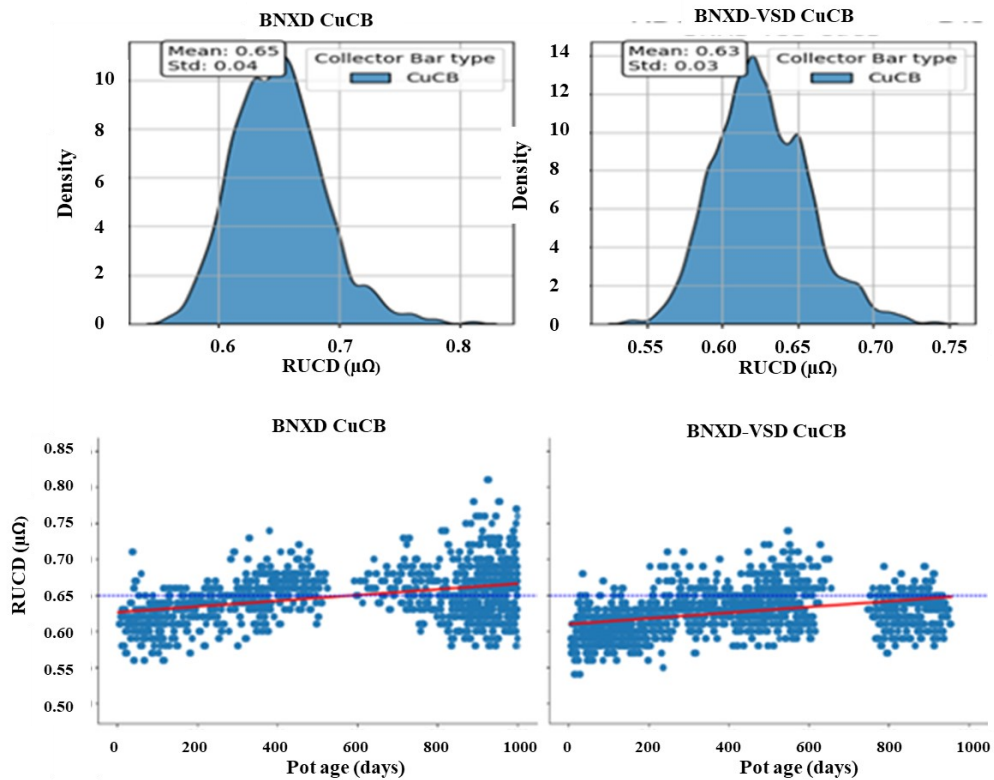 BNXD CuCB
Mean: 0.65
Std: 0.04
Collector Bar type
CuCB
Density
10
8
6
4
2
0
0.6 0.7 0.8
RUCD (μΩ)
BNXD-VSD CuCB
Mean: 0.63
Std: 0.03
Collector Bar type
CuCB
Density
14
12
10
8
6
4
2
0
0.55 0.60 0.65 0.70 0.75
RUCD (μΩ)
BNXD CuCB
RUCD (μΩ)
0.85
0.80
0.75
0.70
0.65
0.60
0.55
0.50
0 200 400 600 800 1000
Pot age (days)
BNXD-VSD CuCB
0 200 400 600 800 1000
Pot age (days)